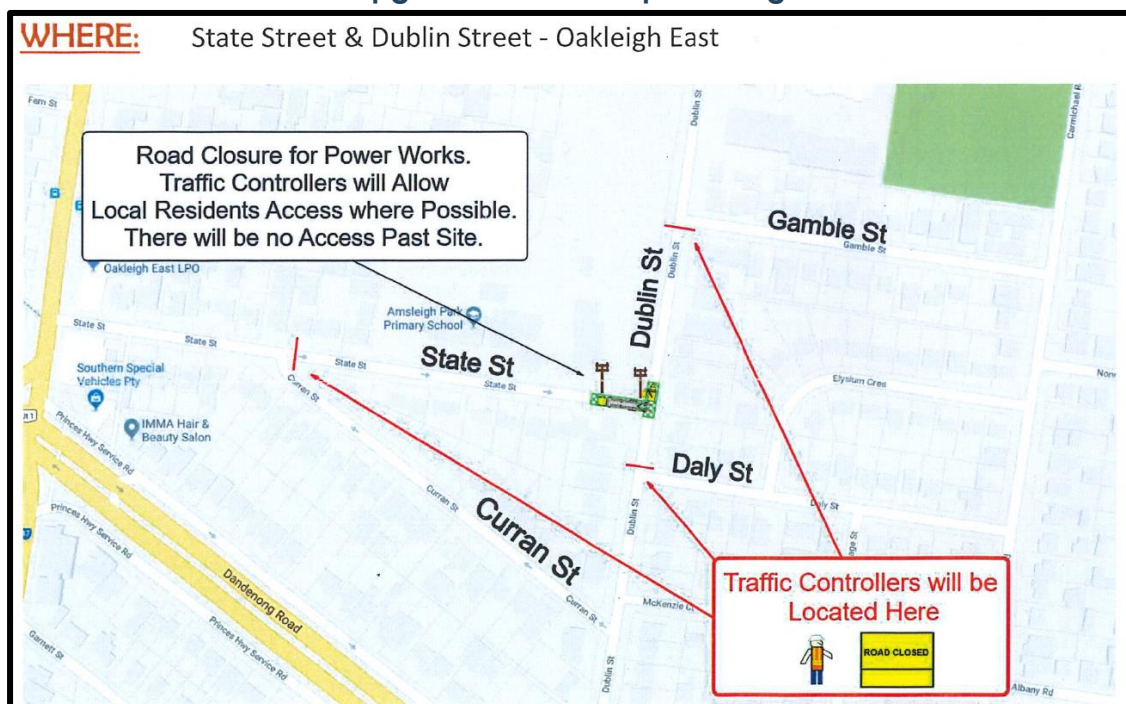 WHERE: State Street & Dublin Street - Oakleigh East
Fern St
Dublin St
Carmichael R
Road Closure for Power Works.
Traffic Controllers will Allow
Local Residents Access where Possible.
There will be no Access Past Site.
B
Gamble St
Gamble St
Dublin St
Dublin St
Oakleigh East LPO
Amsleigh Park
Primary School
State St
State St
State St
State St
State St
Curran St
Elysium Cres
Southern Special
Vehicles Pty
IMMA Hair &
Beauty Salon
Princes Hwy Service Rd
Daly St
Daly St
Dublin St
Curran St
Curran St
Curran St
Princes Hwy Service Rd
Dandenong Road
Princes Hwy Service Rd
McKenzie Ct
Traffic Controllers will be
Located Here
ROAD CLOSED
Garnett St
Dublin St
Albany Rd